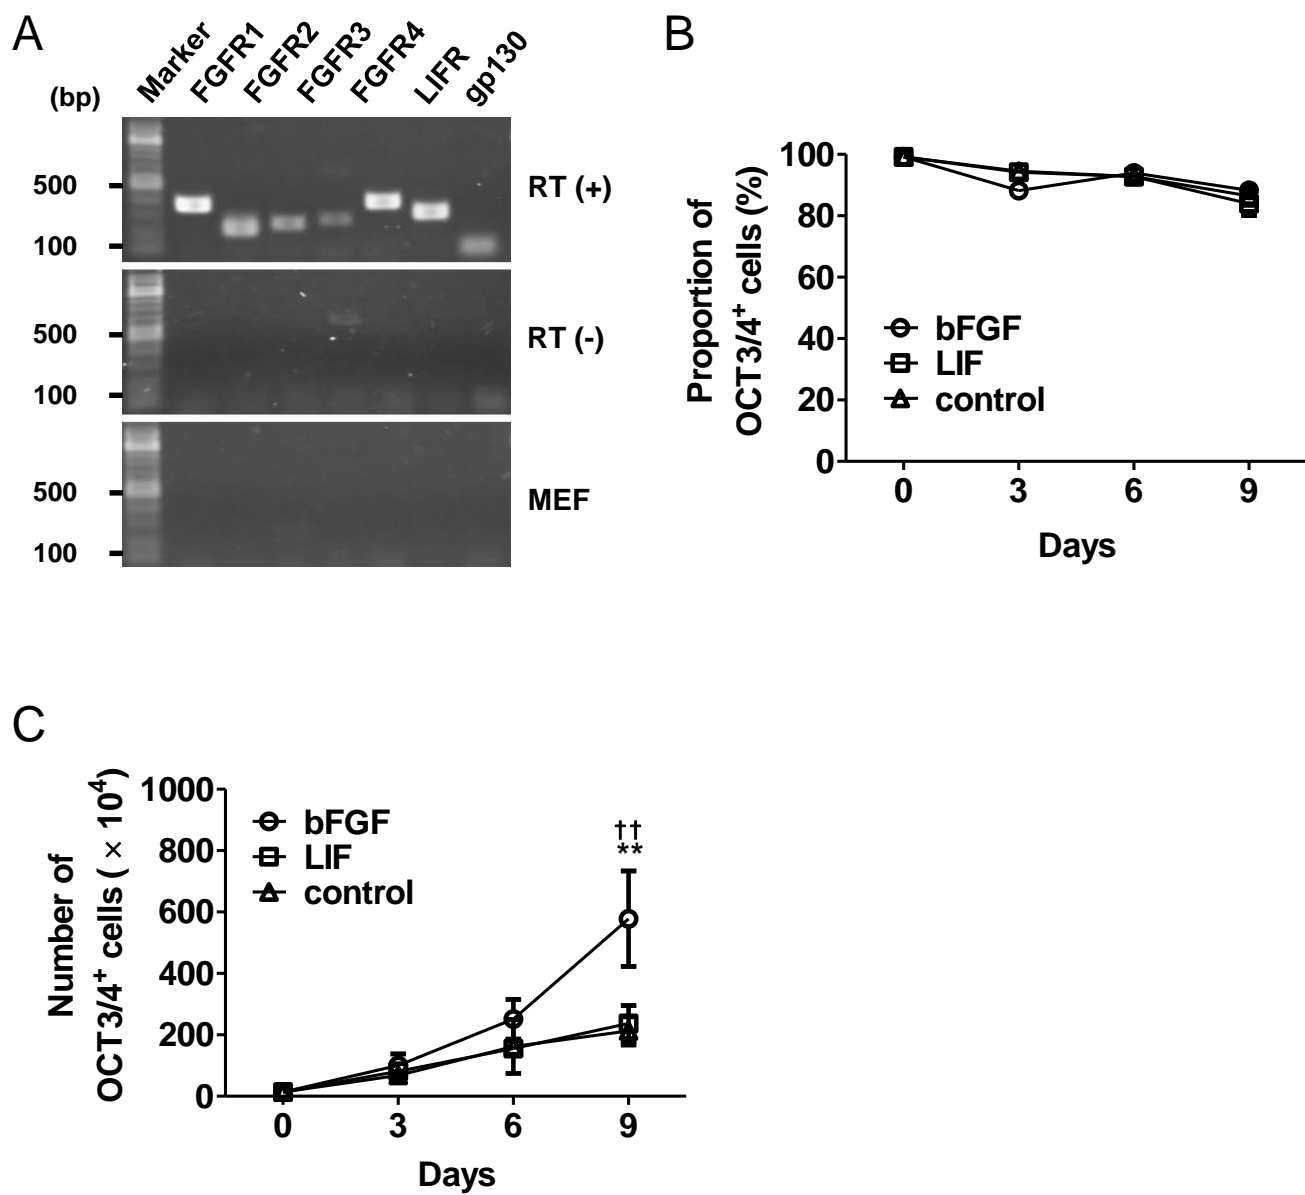 A
Marker FGFR1 FGFR2 FGFR3 FGFR4 LIFR gp130
(bp)
500
100
RT (+)
500
100
RT (-)
500
100
MEF
B
Proportion of
OCT3/4⁺ cells (%)
100
80
60
40
20
0
bFGF
LIF
control
0 3 6 9
Days
C
Number of
OCT3/4⁺ cells ( × 10⁴)
1000
800
600
400
200
0
bFGF
LIF
control
††
**
0 3 6 9
Days